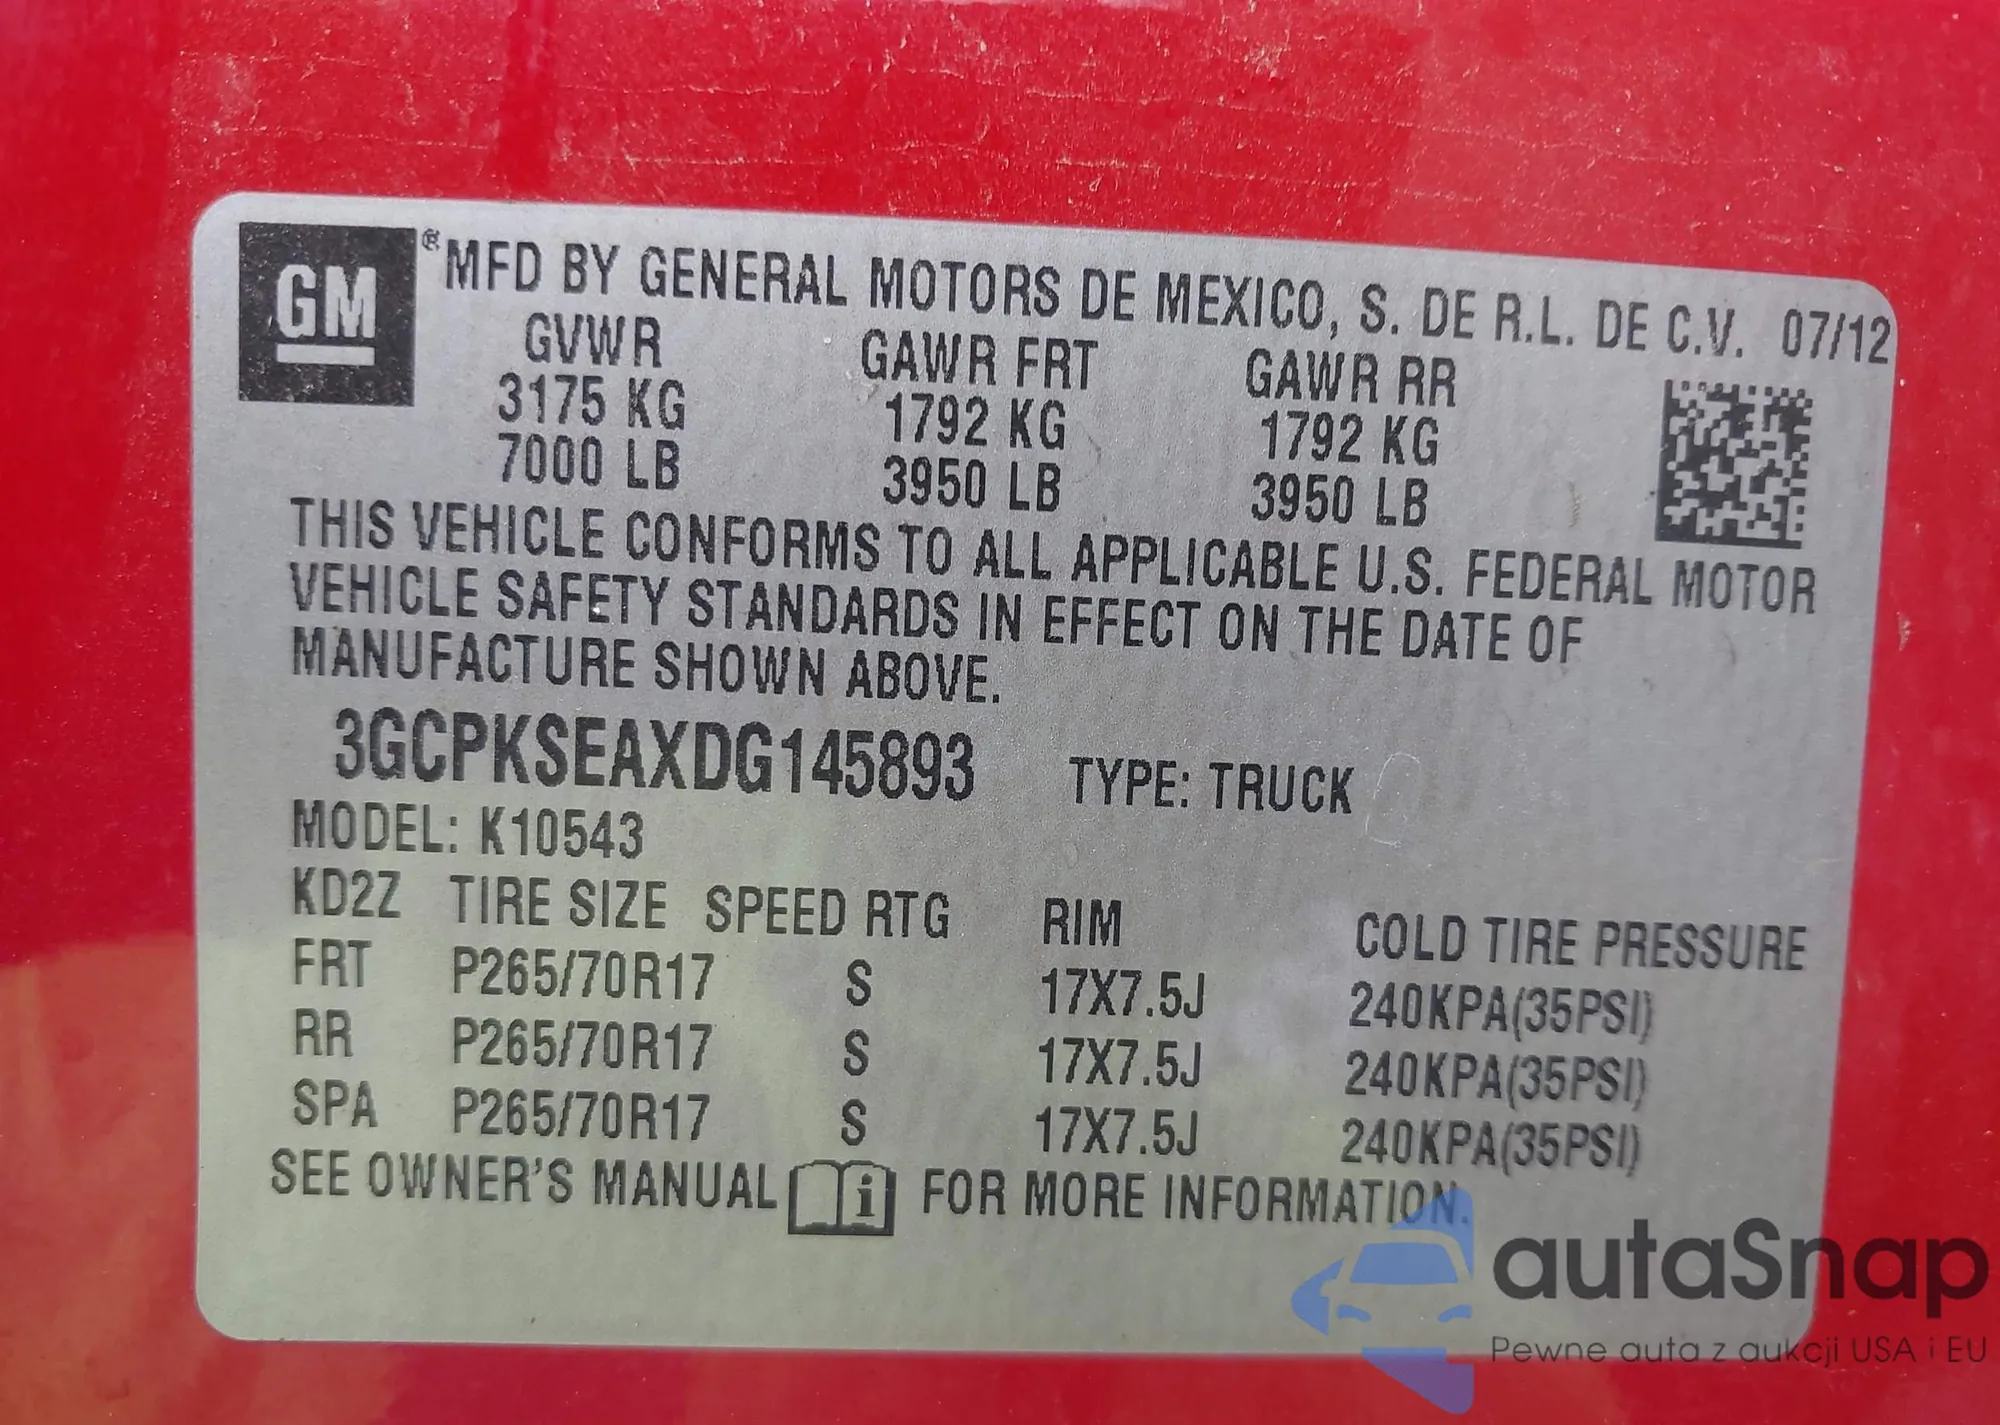 GM® MFD BY GENERAL MOTORS DE MEXICO, S. DE R.L. DE C.V. 07/12
GVWR GAWR FRT GAWR RR
3175 KG 1792 KG 1792 KG
7000 LB 3950 LB 3950 LB
THIS VEHICLE CONFORMS TO ALL APPLICABLE U.S. FEDERAL MOTOR
VEHICLE SAFETY STANDARDS IN EFFECT ON THE DATE OF
MANUFACTURE SHOWN ABOVE.
3GCPKSEAXDG145893 TYPE: TRUCK
MODEL: K10543
KD2Z TIRE SIZE SPEED RTG RIM COLD TIRE PRESSURE
FRT P265/70R17 S 17X7.5J 240KPA(35PSI)
RR P265/70R17 S 17X7.5J 240KPA(35PSI)
SPA P265/70R17 S 17X7.5J 240KPA(35PSI)
SEE OWNER'S MANUAL i FOR MORE INFORMATION.
autaSnap
Pewne auta z aukcji USA i EU